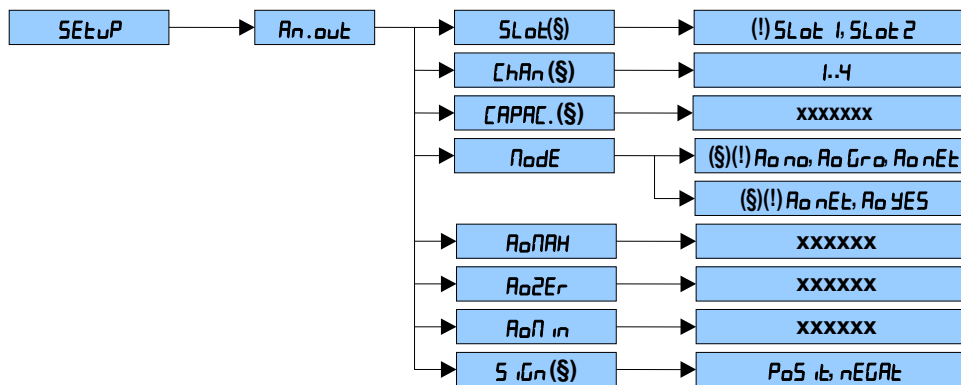 SEtuP An.out SLot(§) (!) SLot 1, SLot 2
ChAn (§) 1..4
CAPAC. (§) xxxxxxx
ModE (§)(!) Ao no, Ao Gro, Ao nEt
(§)(!) Ao nEt, Ao YES
AoMAH xxxxxx
Ao2Er xxxxxx
AoMin xxxxxx
SiGn (§) PoSit, nEGAt